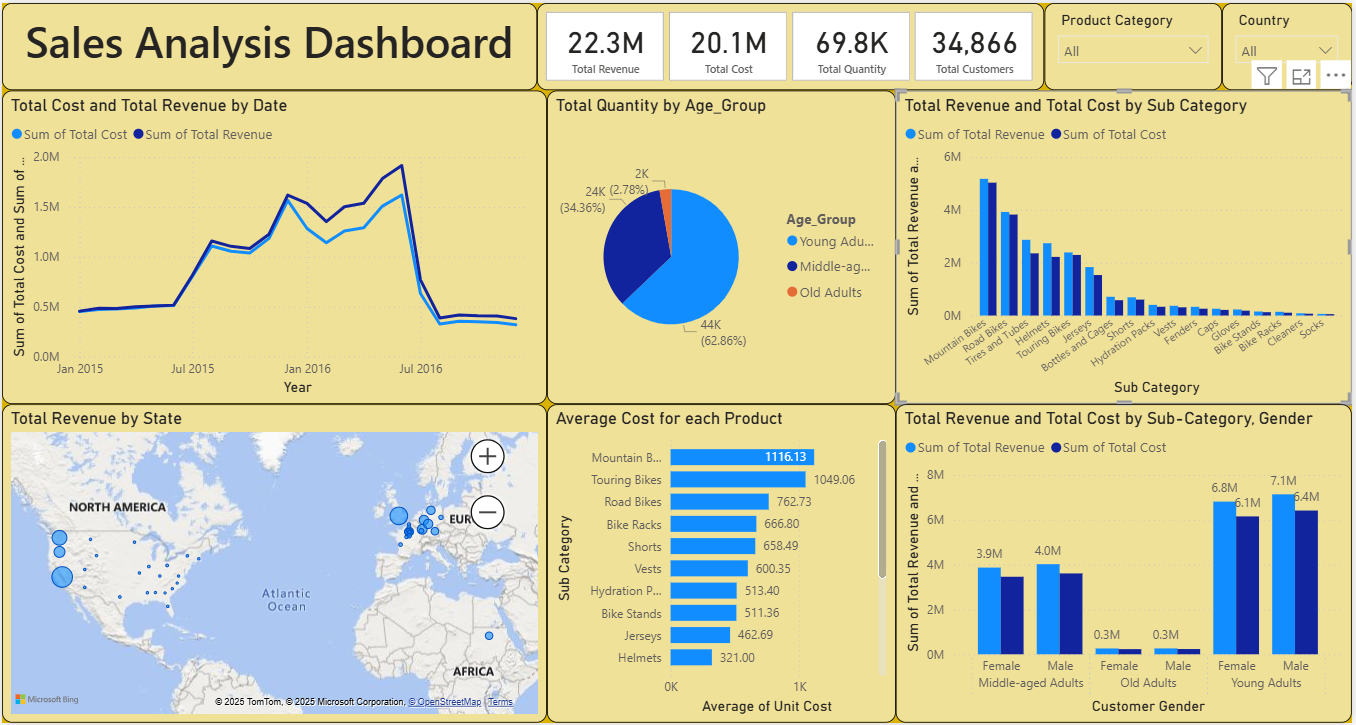 Sales Analysis Dashboard
22.3M
Total Revenue
20.1M
Total Cost
69.8K
Total Quantity
34,866
Total Customers
Product Category
All
Country
All
Total Cost and Total Revenue by Date
Sum of Total Cost
Sum of Total Revenue
Sum of Total Cost and Sum of ...
2.0M
1.5M
1.0M
0.5M
0.0M
Jan 2015
Jul 2015
Jan 2016
Jul 2016
Year
Total Quantity by Age_Group
2K
(2.78%)
24K
(34.36%)
44K
(62.86%)
Age_Group
Young Adu...
Middle-ag...
Old Adults
Total Revenue and Total Cost by Sub Category
Sum of Total Revenue
Sum of Total Cost
Sum of Total Revenue a...
6M
4M
2M
0M
Mountain Bikes
Road Bikes
Tires and Tubes
Helmets
Touring Bikes
Jerseys
Bottles and Cages
Shorts
Hydration Packs
Vests
Fenders
Caps
Gloves
Bike Stands
Bike Racks
Cleaners
Socks
Sub Category
Total Revenue by State
NORTH AMERICA
EUR
Atlantic
Ocean
AFRICA
Microsoft Bing
© 2025 TomTom, © 2025 Microsoft Corporation, © OpenStreetMap Terms
Average Cost for each Product
Sub Category
Mountain B... 1116.13
Touring Bikes 1049.06
Road Bikes 762.73
Bike Racks 666.80
Shorts 658.49
Vests 600.35
Hydration P... 513.40
Bike Stands 511.36
Jerseys 462.69
Helmets 321.00
0K 1K
Average of Unit Cost
Total Revenue and Total Cost by Sub-Category, Gender
Sum of Total Revenue
Sum of Total Cost
Sum of Total Revenue and ...
8M
6M
4M
2M
0M
3.9M
4.0M
0.3M
0.3M
6.8M
6.1M
7.1M
6.4M
Female Male Female Male Female Male
Middle-aged Adults Old Adults Young Adults
Customer Gender